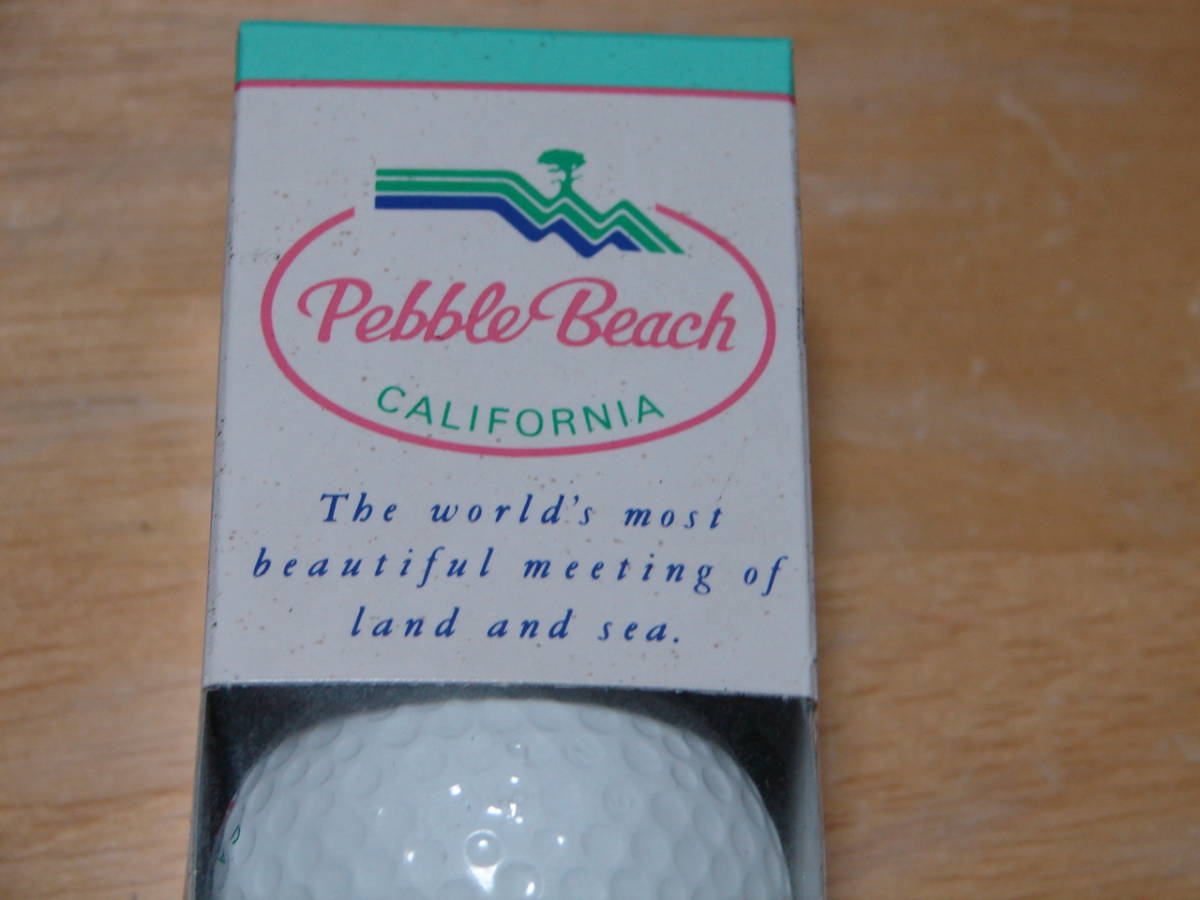 Pebble Beach
CALIFORNIA
The world's most
beautiful meeting of
land and sea.